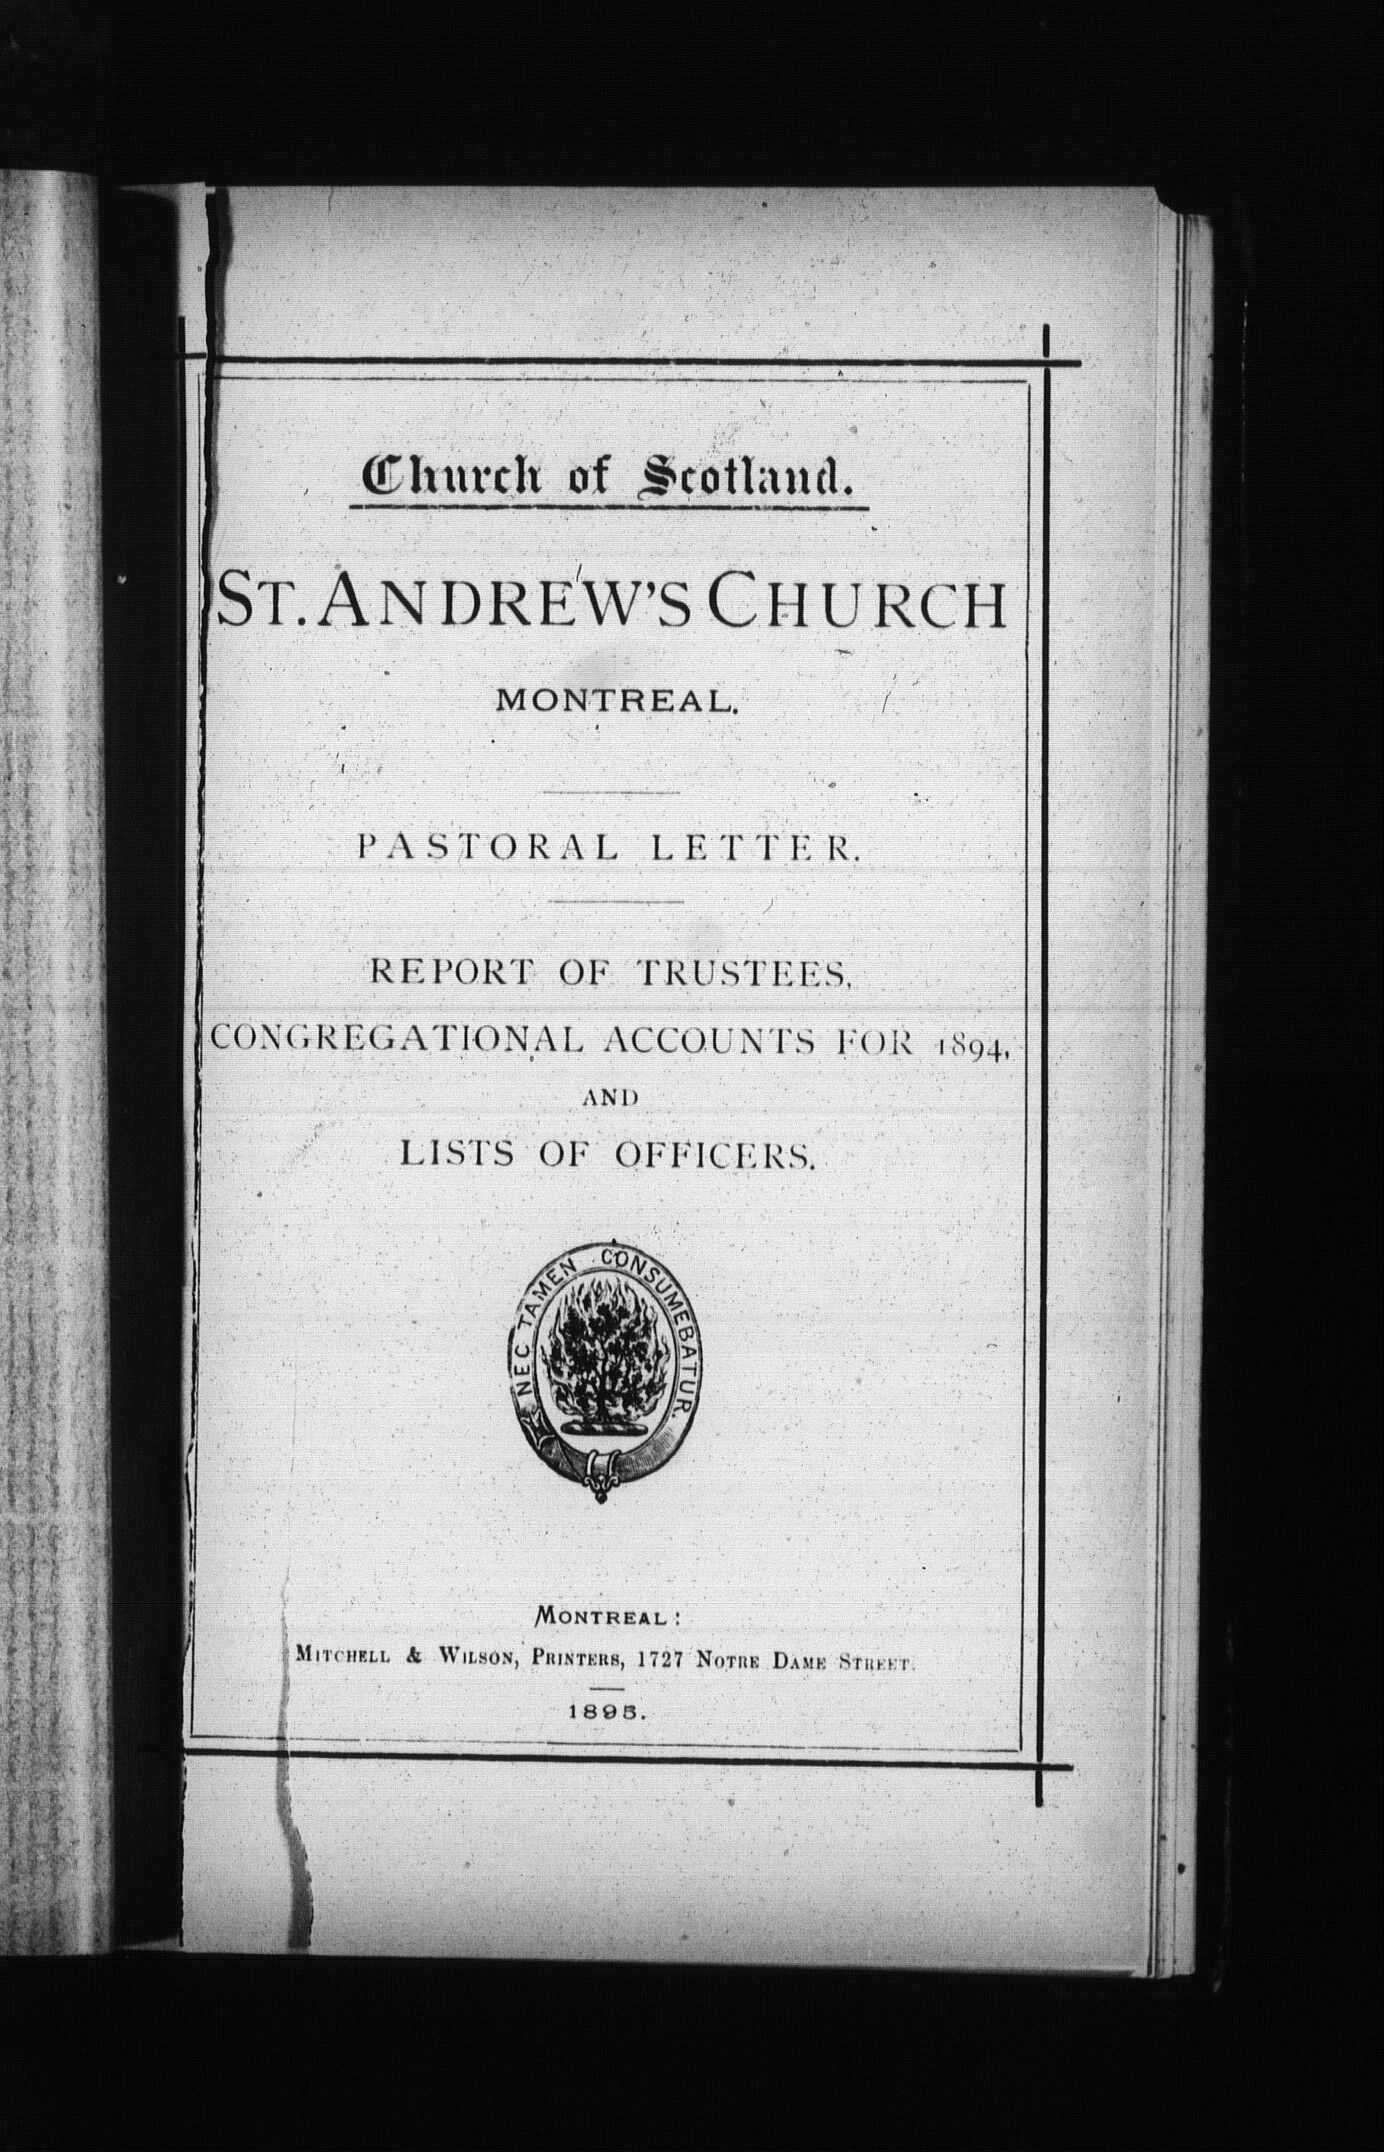 Church of Scotland.
ST. ANDREW'S CHURCH
MONTREAL.
PASTORAL LETTER.
REPORT OF TRUSTEES,
CONGREGATIONAL ACCOUNTS FOR 1894,
AND
LISTS OF OFFICERS.
NEC TAMEN CONSUMEBATUR.
MONTREAL:
MITCHELL & WILSON, PRINTERS, 1727 NOTRE DAME STREET.
1895.